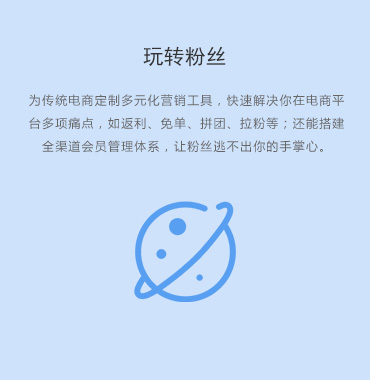 玩转粉丝
为传统电商定制多元化营销工具，快速解决你在电商平
台多项痛点，如返利、免单、拼团、拉粉等；还能搭建
全渠道会员管理体系，让粉丝逃不出你的手掌心。